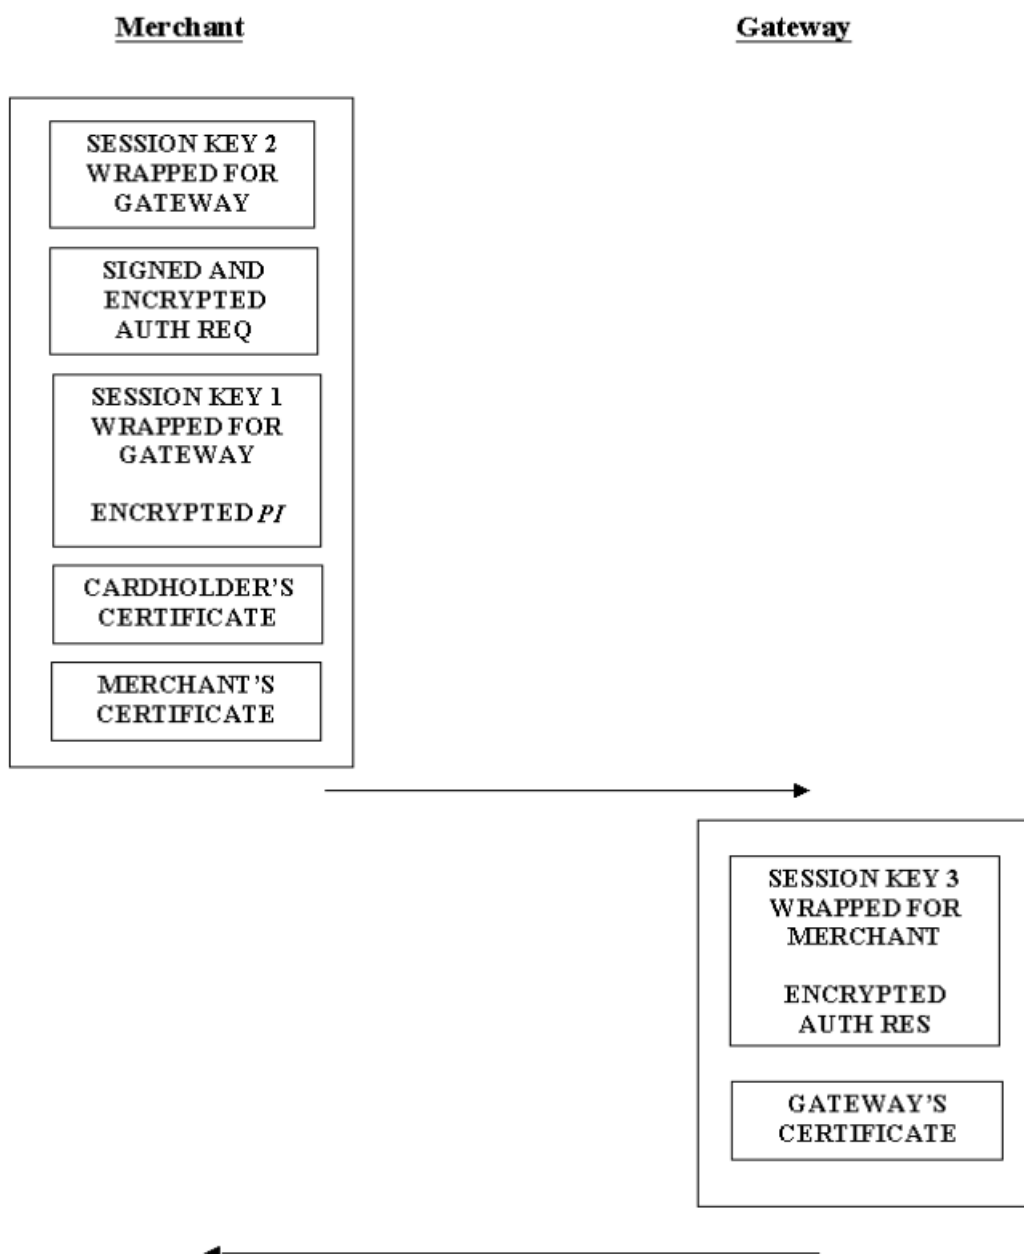 Merchant
Gateway
SESSION KEY 2
WRAPPED FOR
GATEWAY
SIGNED AND
ENCRYPTED
AUTH REQ
SESSION KEY 1
WRAPPED FOR
GATEWAY
ENCRYPTED PI
CARDHOLDER’S
CERTIFICATE
MERCHANT’S
CERTIFICATE
SESSION KEY 3
WRAPPED FOR
MERCHANT
ENCRYPTED
AUTH RES
GATEWAY’S
CERTIFICATE